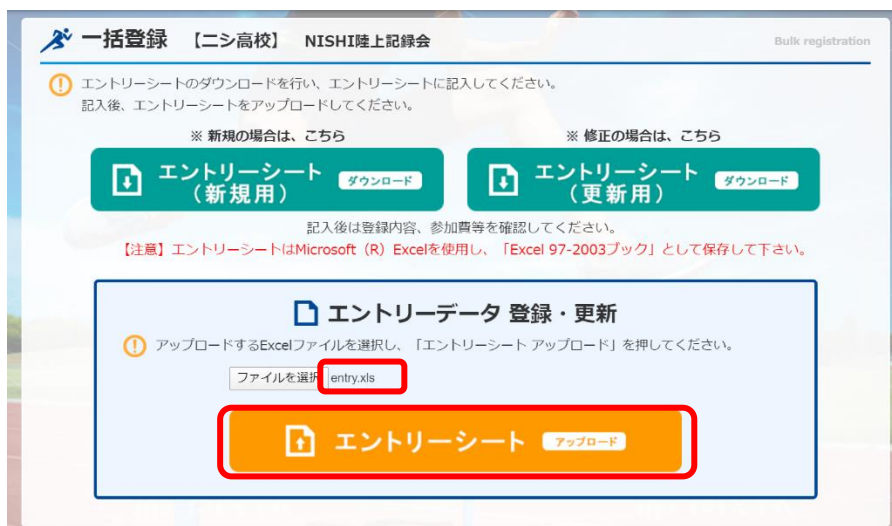 一括登録 【ニシ高校】 NISHI陸上記録会
Bulk registration
エントリーシートのダウンロードを行い、エントリーシートに記入してください。
記入後、エントリーシートをアップロードしてください。
※ 新規の場合は、こちら
※ 修正の場合は、こちら
エントリーシート
(新規用)
ダウンロード
エントリーシート
(更新用)
ダウンロード
記入後は登録内容、参加費等を確認してください。
【注意】エントリーシートはMicrosoft(R)Excelを使用し、「Excel 97-2003ブック」として保存して下さい。
エントリーデータ 登録・更新
アップロードするExcelファイルを選択し、「エントリーシート アップロード」を押してください。
ファイルを選択 entry.xls
エントリーシート アップロード